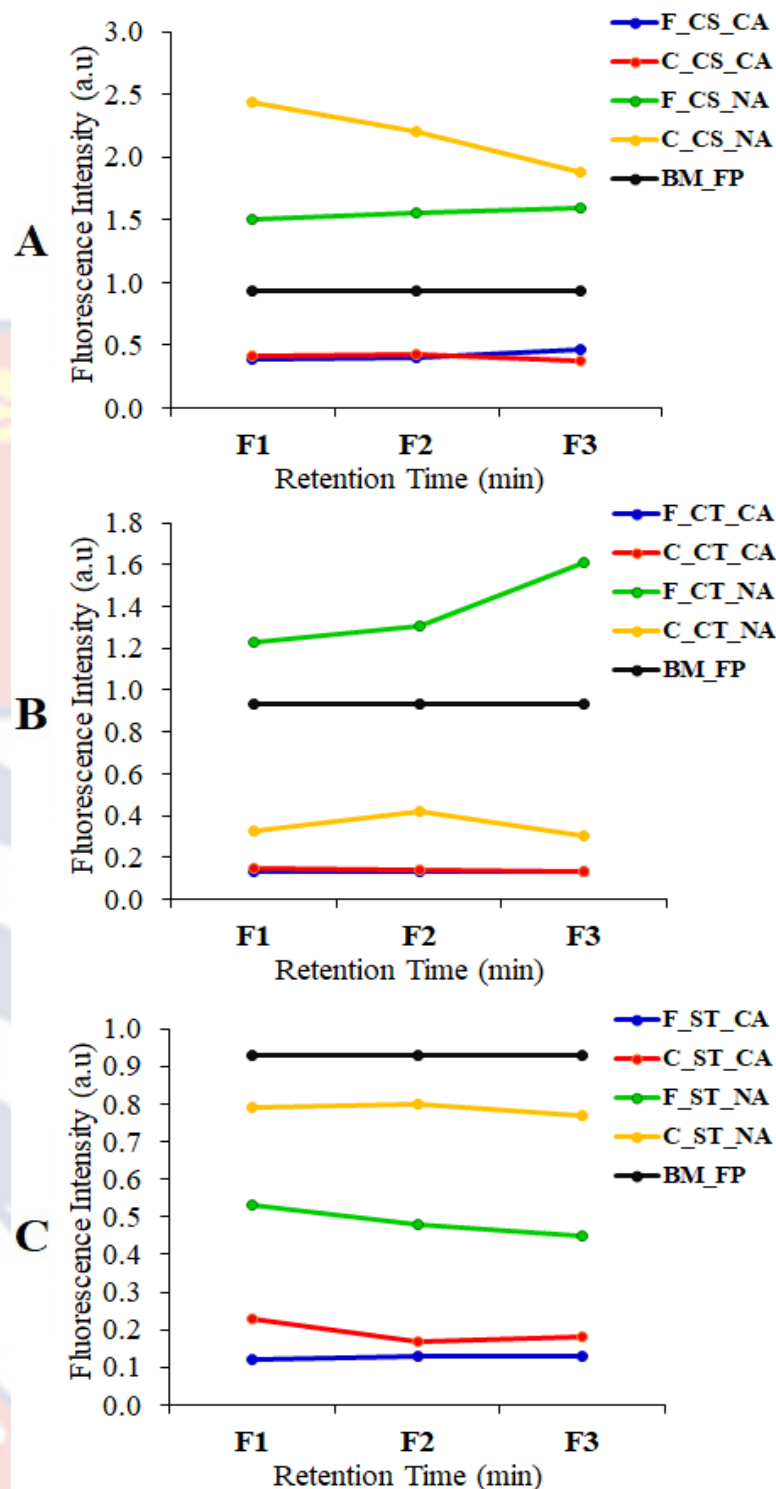 A
Fluorescence Intensity (a.u)
3.0
2.5
2.0
1.5
1.0
0.5
0.0
F1 F2 F3
Retention Time (min)
F_CS_CA
C_CS_CA
F_CS_NA
C_CS_NA
BM_FP
B
Fluorescence Intensity (a.u)
1.8
1.6
1.4
1.2
1.0
0.8
0.6
0.4
0.2
0.0
F1 F2 F3
Retention Time (min)
F_CT_CA
C_CT_CA
F_CT_NA
C_CT_NA
BM_FP
C
Fluorescence Intensity (a.u)
1.0
0.9
0.8
0.7
0.6
0.5
0.4
0.3
0.2
0.1
0.0
F1 F2 F3
Retention Time (min)
F_ST_CA
C_ST_CA
F_ST_NA
C_ST_NA
BM_FP